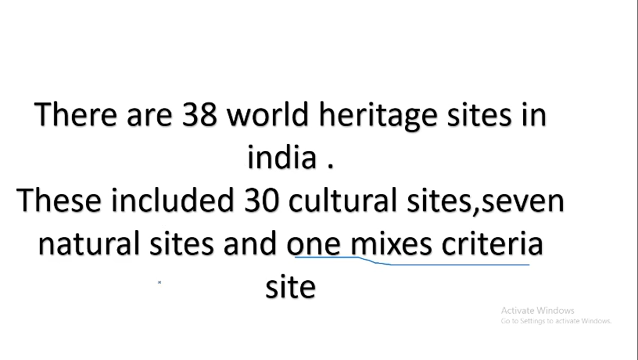 There are 38 world heritage sites in
india .
These included 30 cultural sites,seven
natural sites and one mixes criteria
site
Activate Windows
Go to Settings to activate Windows.